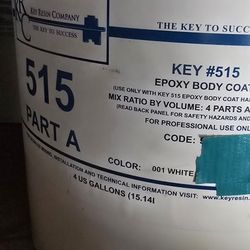 KEY RESIN COMPANY
THE KEY TO SUCCESS
THE KEY TO SUCCESS
515
PART A
KEY #515
EPOXY BODY COAT
(USE ONLY WITH KEY 515 EPOXY BODY COAT HA
MIX RATIO BY VOLUME: 4 PARTS A
(READ BACK PANEL FOR SAFETY HAZARDS AND
FOR PROFESSIONAL USE ON
CODE:
COLOR: 001 WHITE
INSTALLATION AND TECHNICAL INFORMATION VISIT: WWW.KEYRESIN.
4 US GALLONS (15.14l